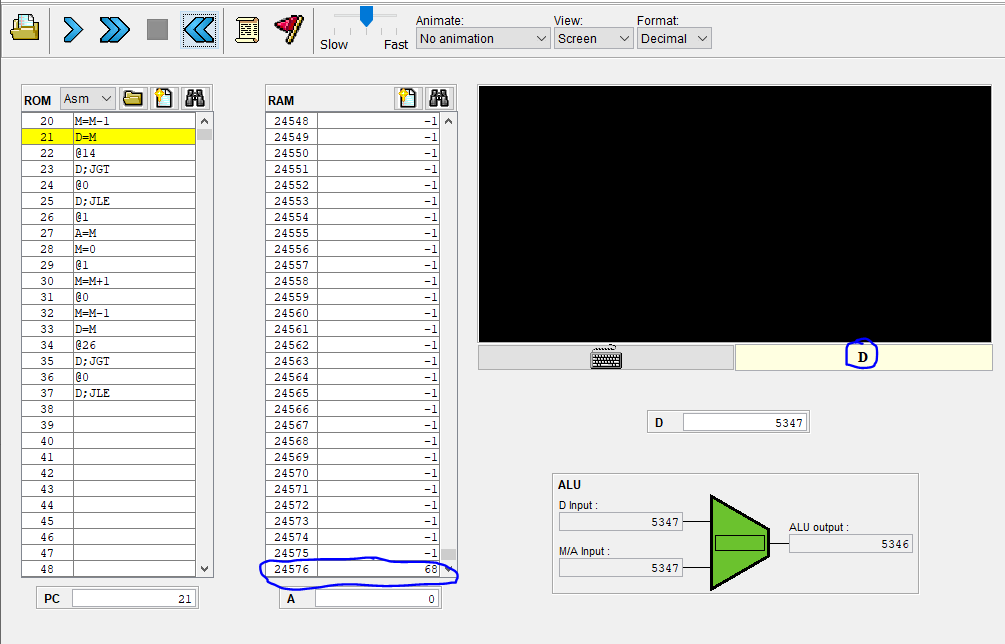 Slow Fast
Animate:
No animation
View:
Screen
Format:
Decimal
ROM Asm
20 M=M-1
21 D=M
22 @14
23 D;JGT
24 @0
25 D;JLE
26 @1
27 A=M
28 M=0
29 @1
30 M=M+1
31 @0
32 M=M-1
33 D=M
34 @26
35 D;JGT
36 @0
37 D;JLE
38
39
40
41
42
43
44
45
46
47
48
PC 21
RAM
24548 -1
24549 -1
24550 -1
24551 -1
24552 -1
24553 -1
24554 -1
24555 -1
24556 -1
24557 -1
24558 -1
24559 -1
24560 -1
24561 -1
24562 -1
24563 -1
24564 -1
24565 -1
24566 -1
24567 -1
24568 -1
24569 -1
24570 -1
24571 -1
24572 -1
24573 -1
24574 -1
24575 -1
24576 68
A 0
D
D 5347
ALU
D Input :
5347
M/A Input :
5347
ALU output :
5346